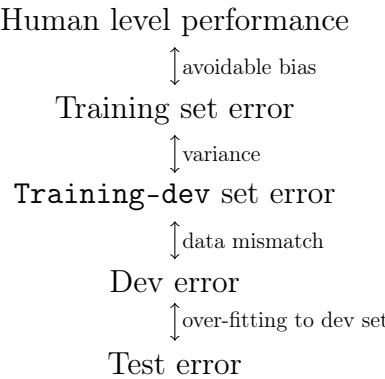 Human level performance
avoidable bias
Training set error
variance
Training-dev set error
data mismatch
Dev error
over-fitting to dev set
Test error